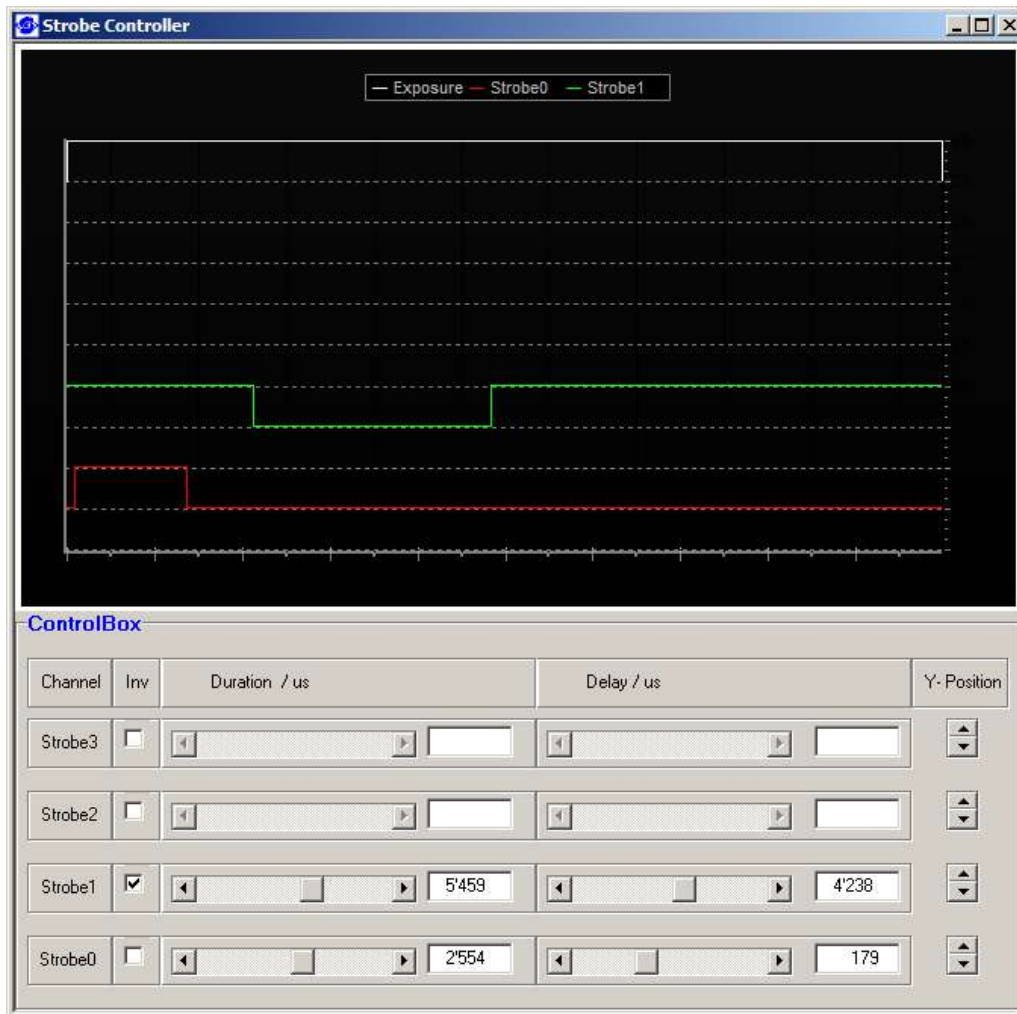 Strobe Controller
Exposure Strobe0 Strobe1
ControlBox
Channel Inv Duration / us Delay / us Y- Position
Strobe3
Strobe2
Strobe1 5'459 4'238
Strobe0 2'554 179